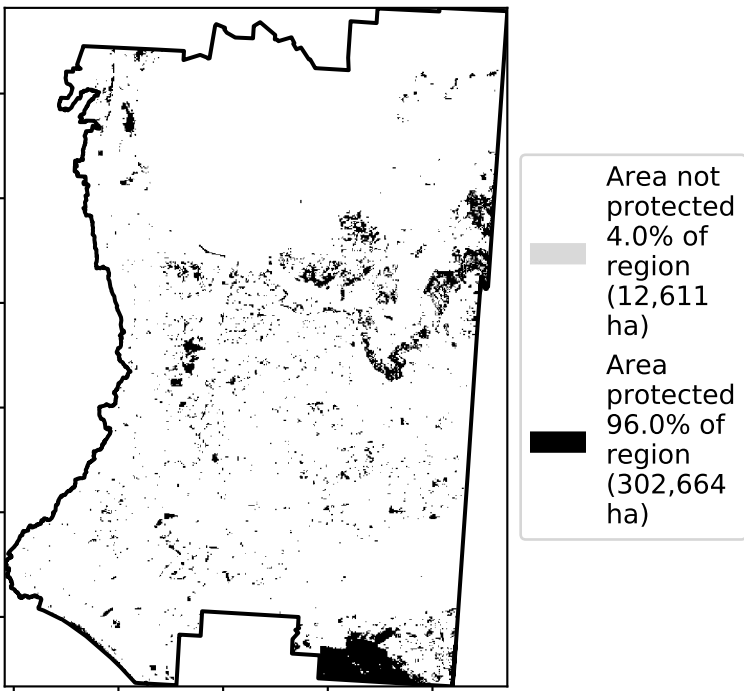 Area not
protected
4.0% of
region
(12,611
ha)
Area
protected
96.0% of
region
(302,664
ha)